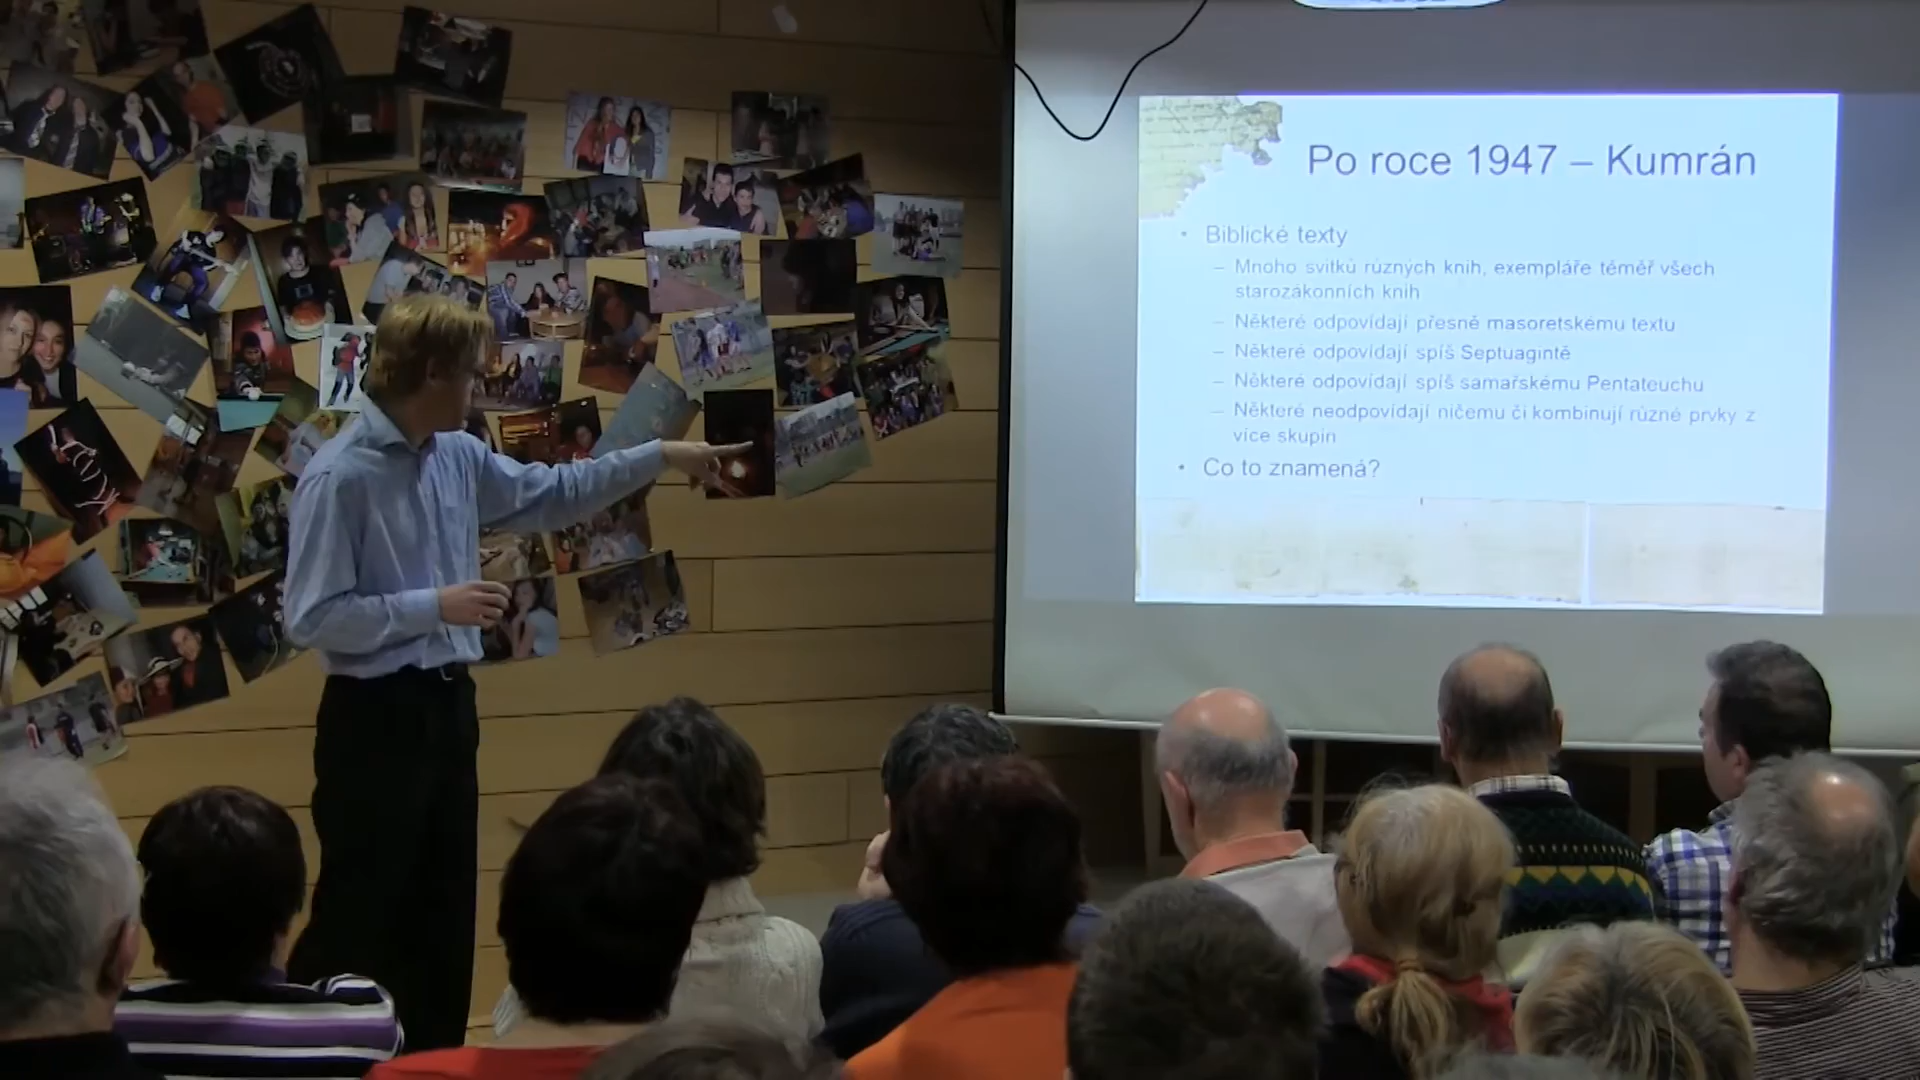 Po roce 1947 – Kumrán
• Biblické texty
– Mnoho svitků různých knih, exempláře téměř všech
starozákonních knih
– Některé odpovídají přesně masoretskému textu
– Některé odpovídají spíš Septuagintě
– Některé odpovídají spíš samařskému Pentateuchu
– Některé neodpovídají ničemu či kombinují různé prvky z
více skupin
• Co to znamená?